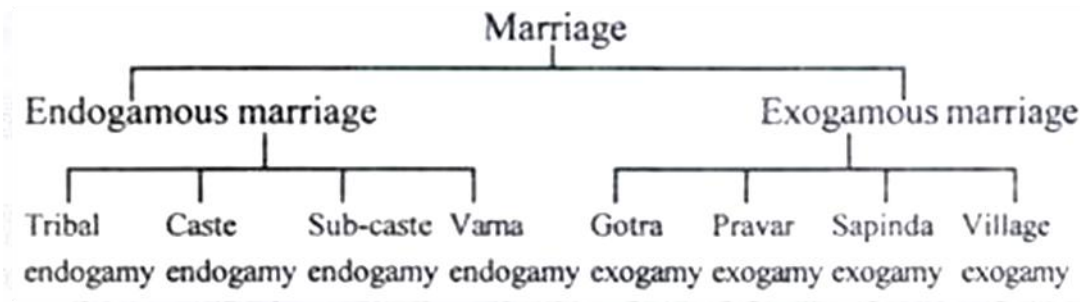 Marriage
Endogamous marriage Exogamous marriage
Tribal Caste Sub-caste Varna Gotra Pravar Sapinda Village
endogamy endogamy endogamy endogamy exogamy exogamy exogamy exogamy